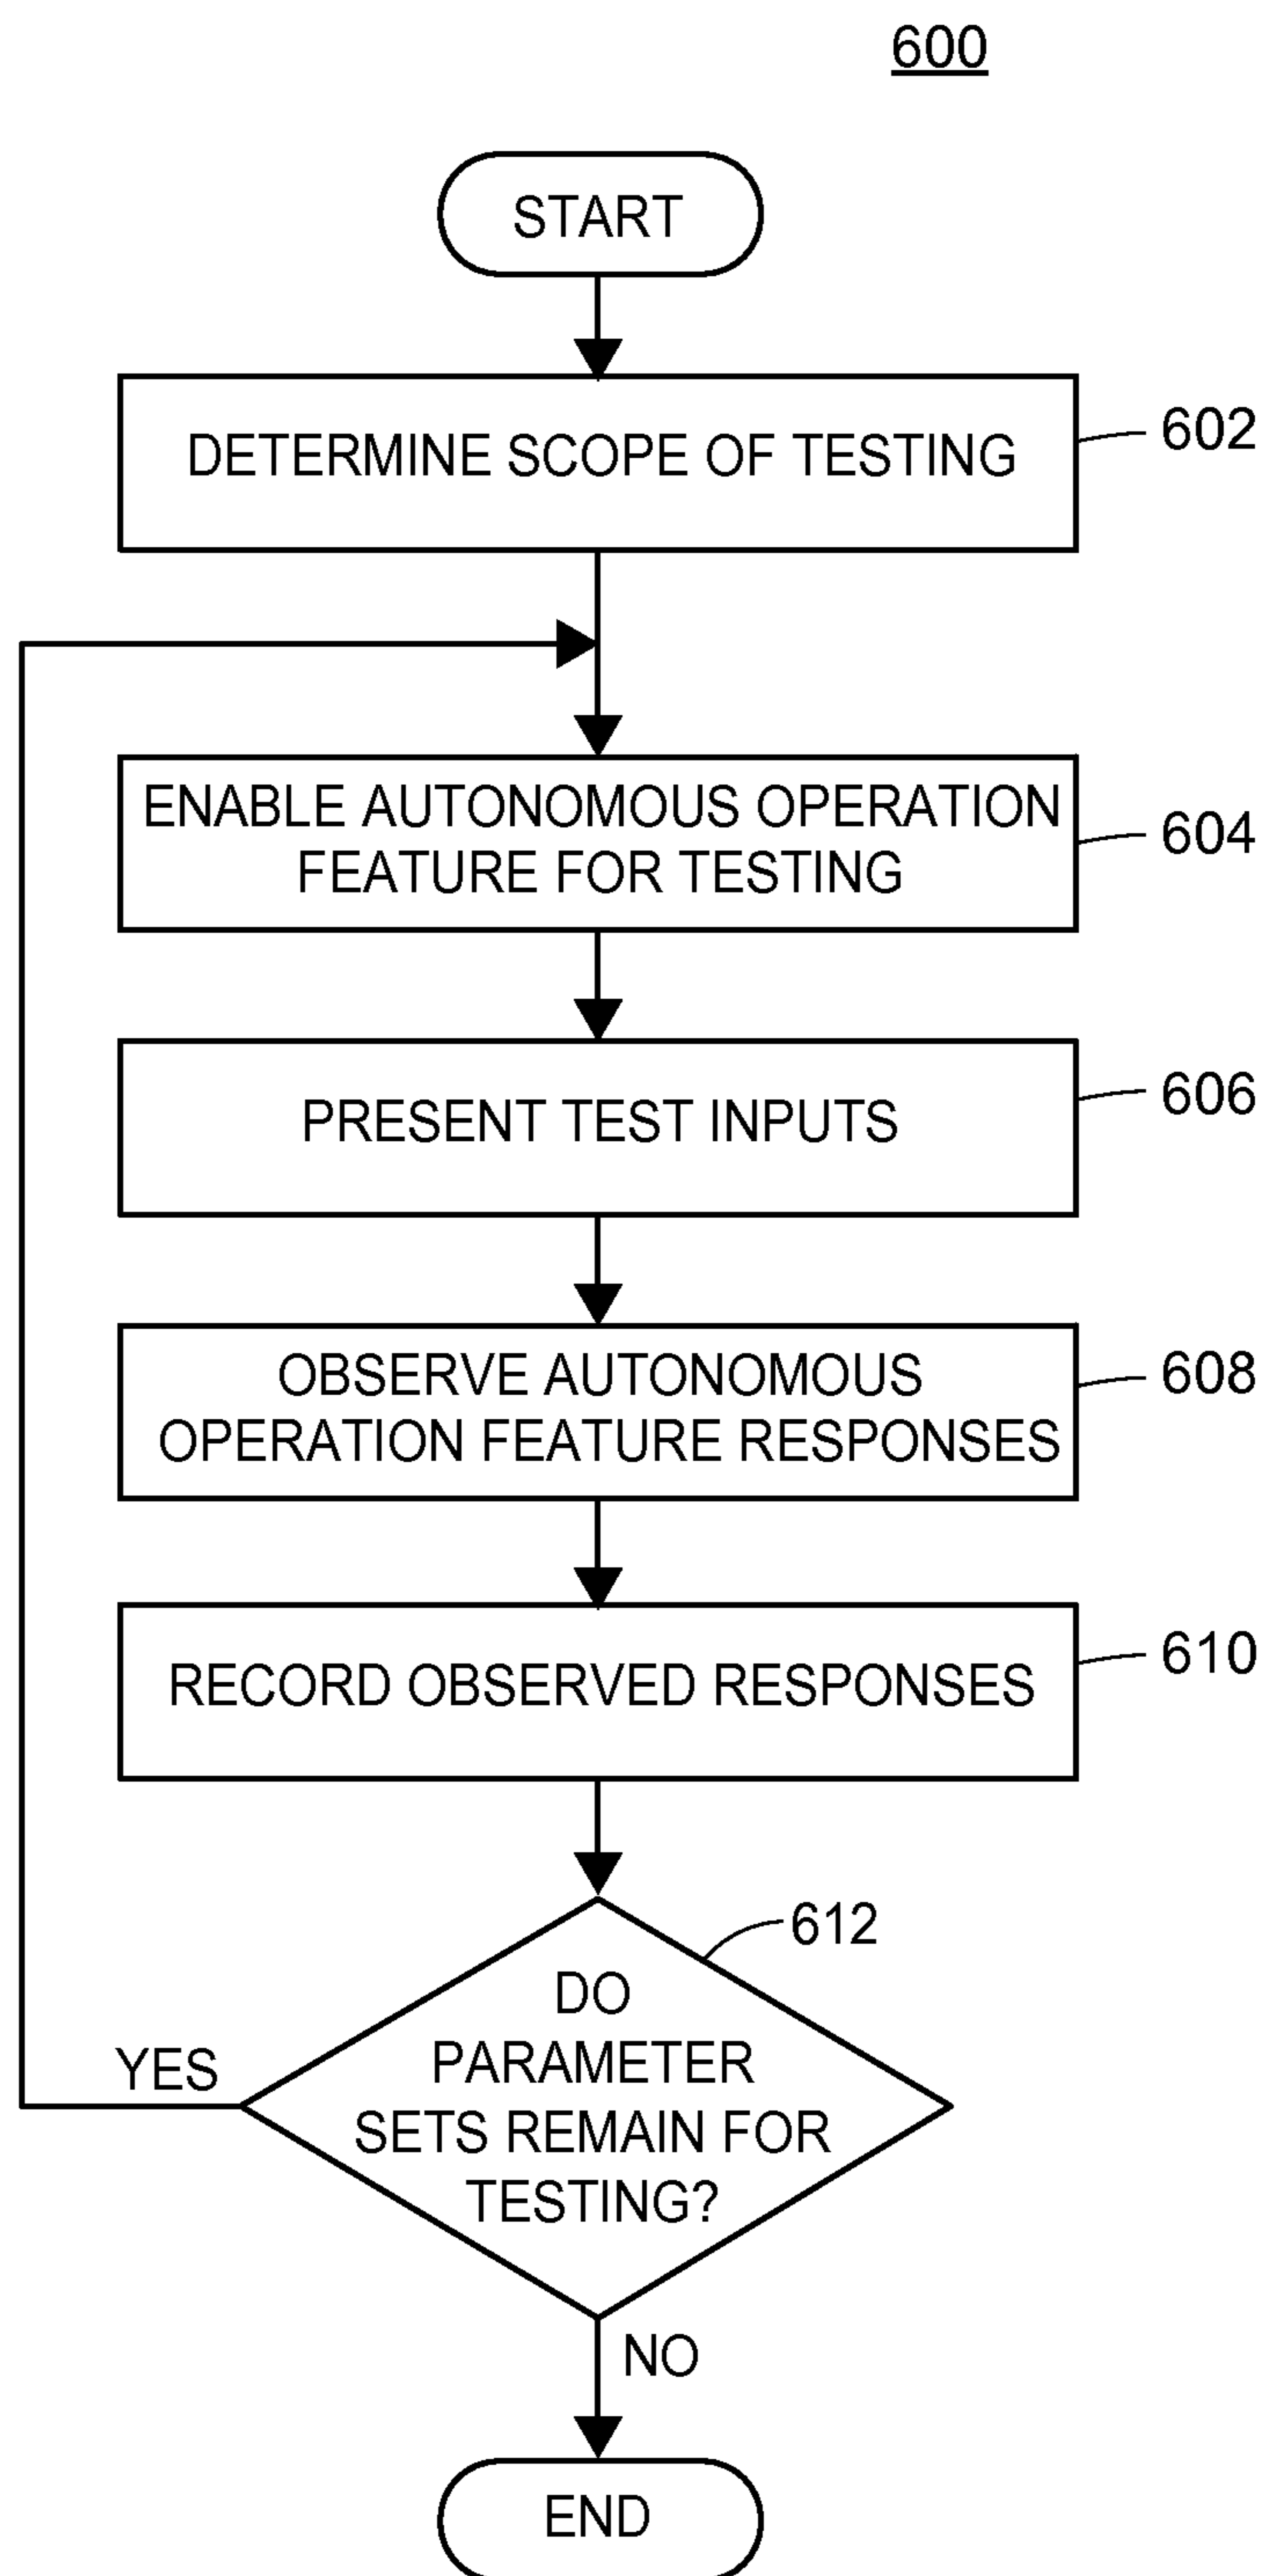 600
START
DETERMINE SCOPE OF TESTING
602
ENABLE AUTONOMOUS OPERATION
FEATURE FOR TESTING
604
PRESENT TEST INPUTS
606
OBSERVE AUTONOMOUS
OPERATION FEATURE RESPONSES
608
RECORD OBSERVED RESPONSES
610
612
DO
PARAMETER
SETS REMAIN FOR
TESTING?
YES
NO
END